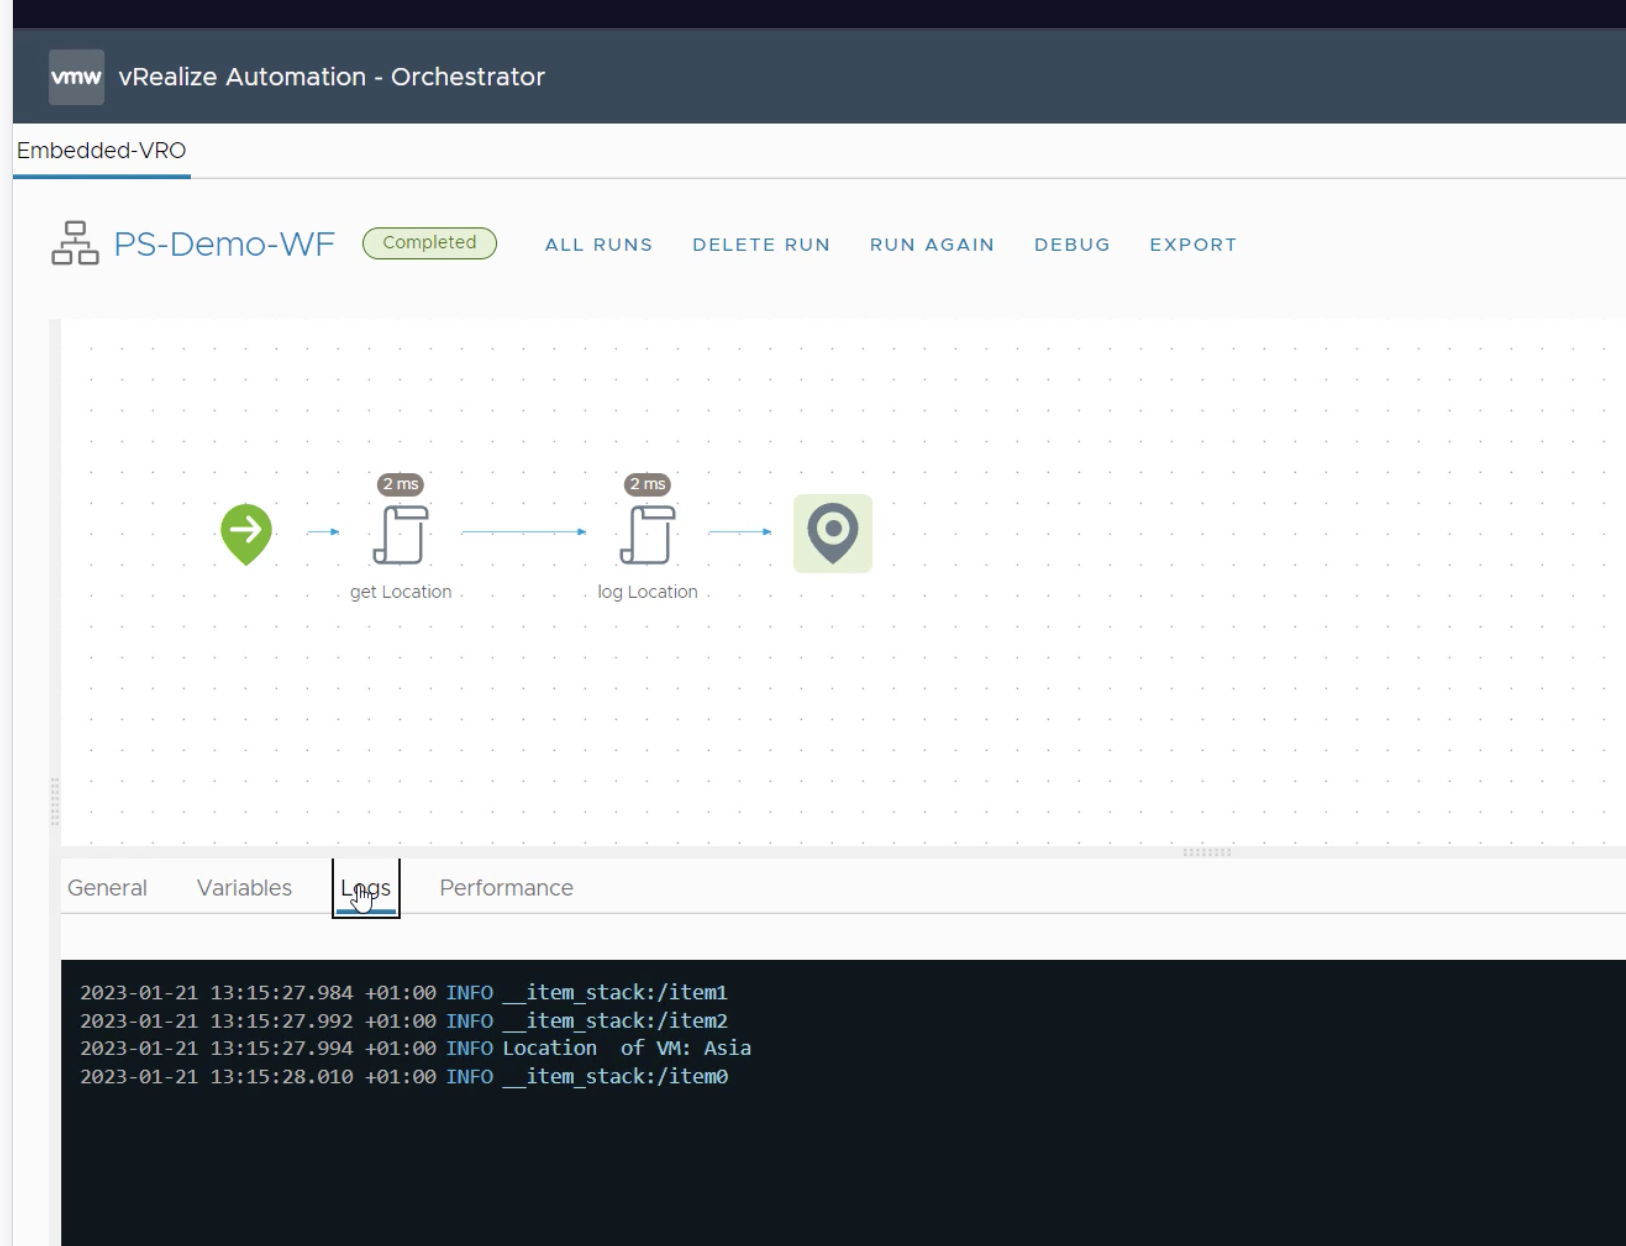 vmw vRealize Automation - Orchestrator
Embedded-VRO
PS-Demo-WF Completed ALL RUNS DELETE RUN RUN AGAIN DEBUG EXPORT
2 ms 2 ms
get Location log Location
General Variables Logs Performance
2023-01-21 13:15:27.984 +01:00 INFO __item_stack:/item1
2023-01-21 13:15:27.992 +01:00 INFO __item_stack:/item2
2023-01-21 13:15:27.994 +01:00 INFO Location  of VM: Asia
2023-01-21 13:15:28.010 +01:00 INFO __item_stack:/item0